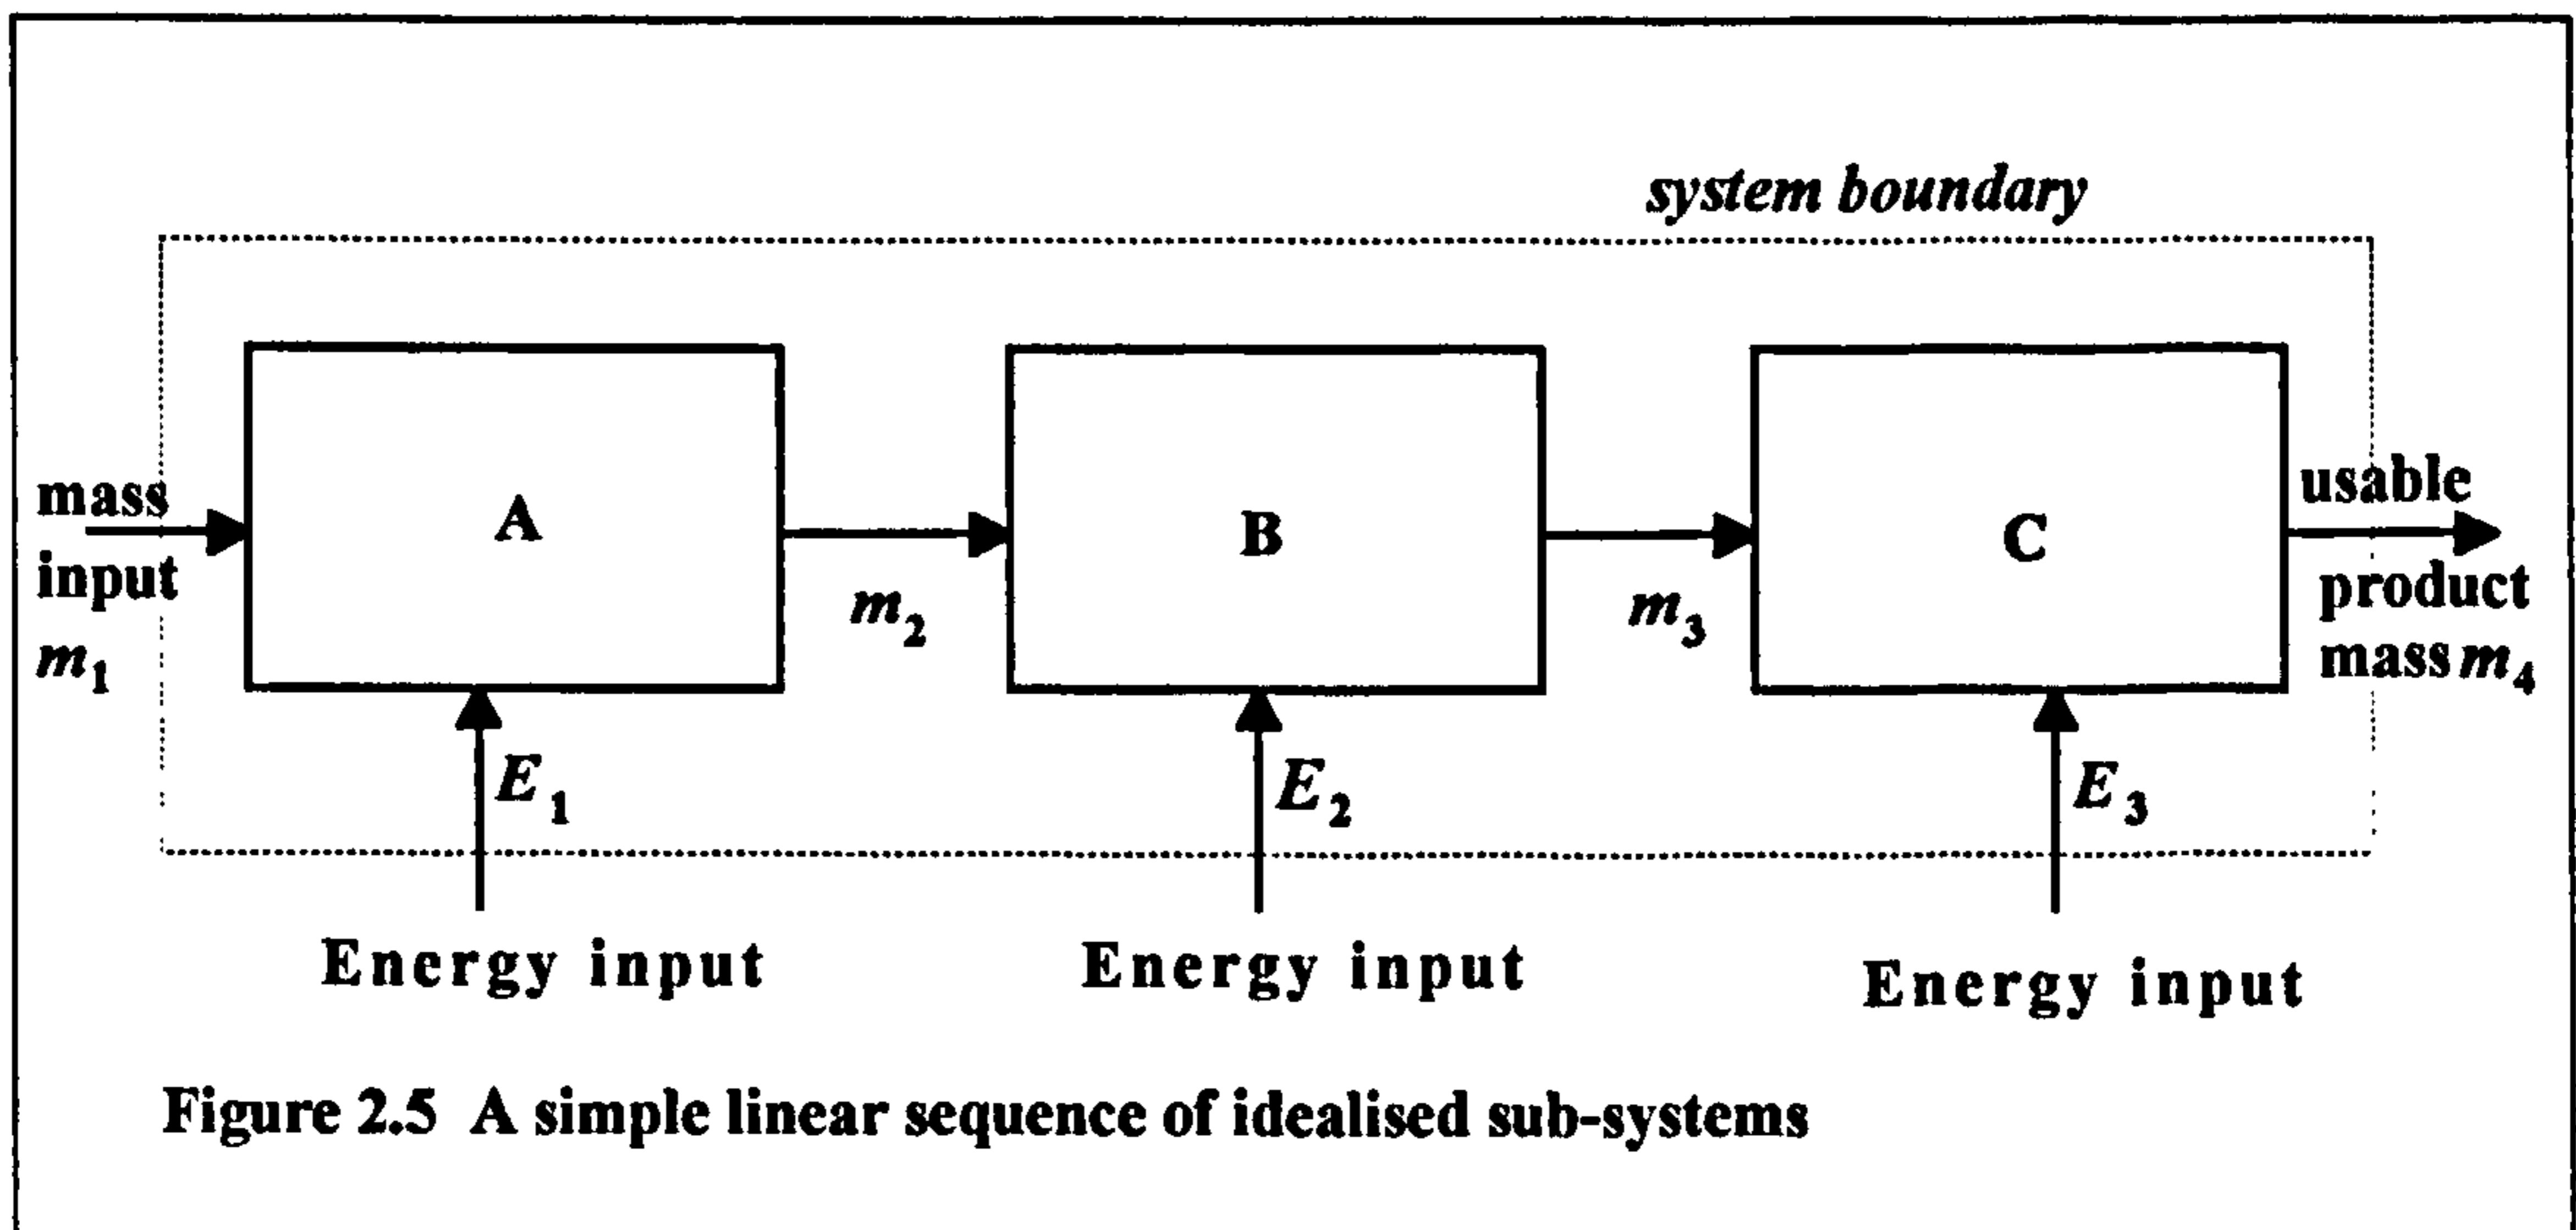 system boundary
mass
input
m1
A
m2
B
m3
C
usable
product
mass m4
E1
E2
E3
Energy input
Energy input
Energy input
Figure 2.5 A simple linear sequence of idealised sub-systems